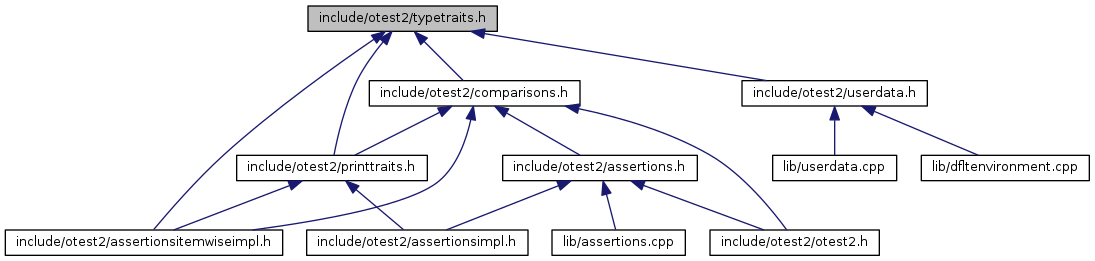 include/otest2/typetraits.h
include/otest2/comparisons.h
include/otest2/userdata.h
include/otest2/printtraits.h
include/otest2/assertions.h
lib/userdata.cpp
lib/dfltenvironment.cpp
include/otest2/assertionsitemwiseimpl.h
include/otest2/assertionsimpl.h
lib/assertions.cpp
include/otest2/otest2.h